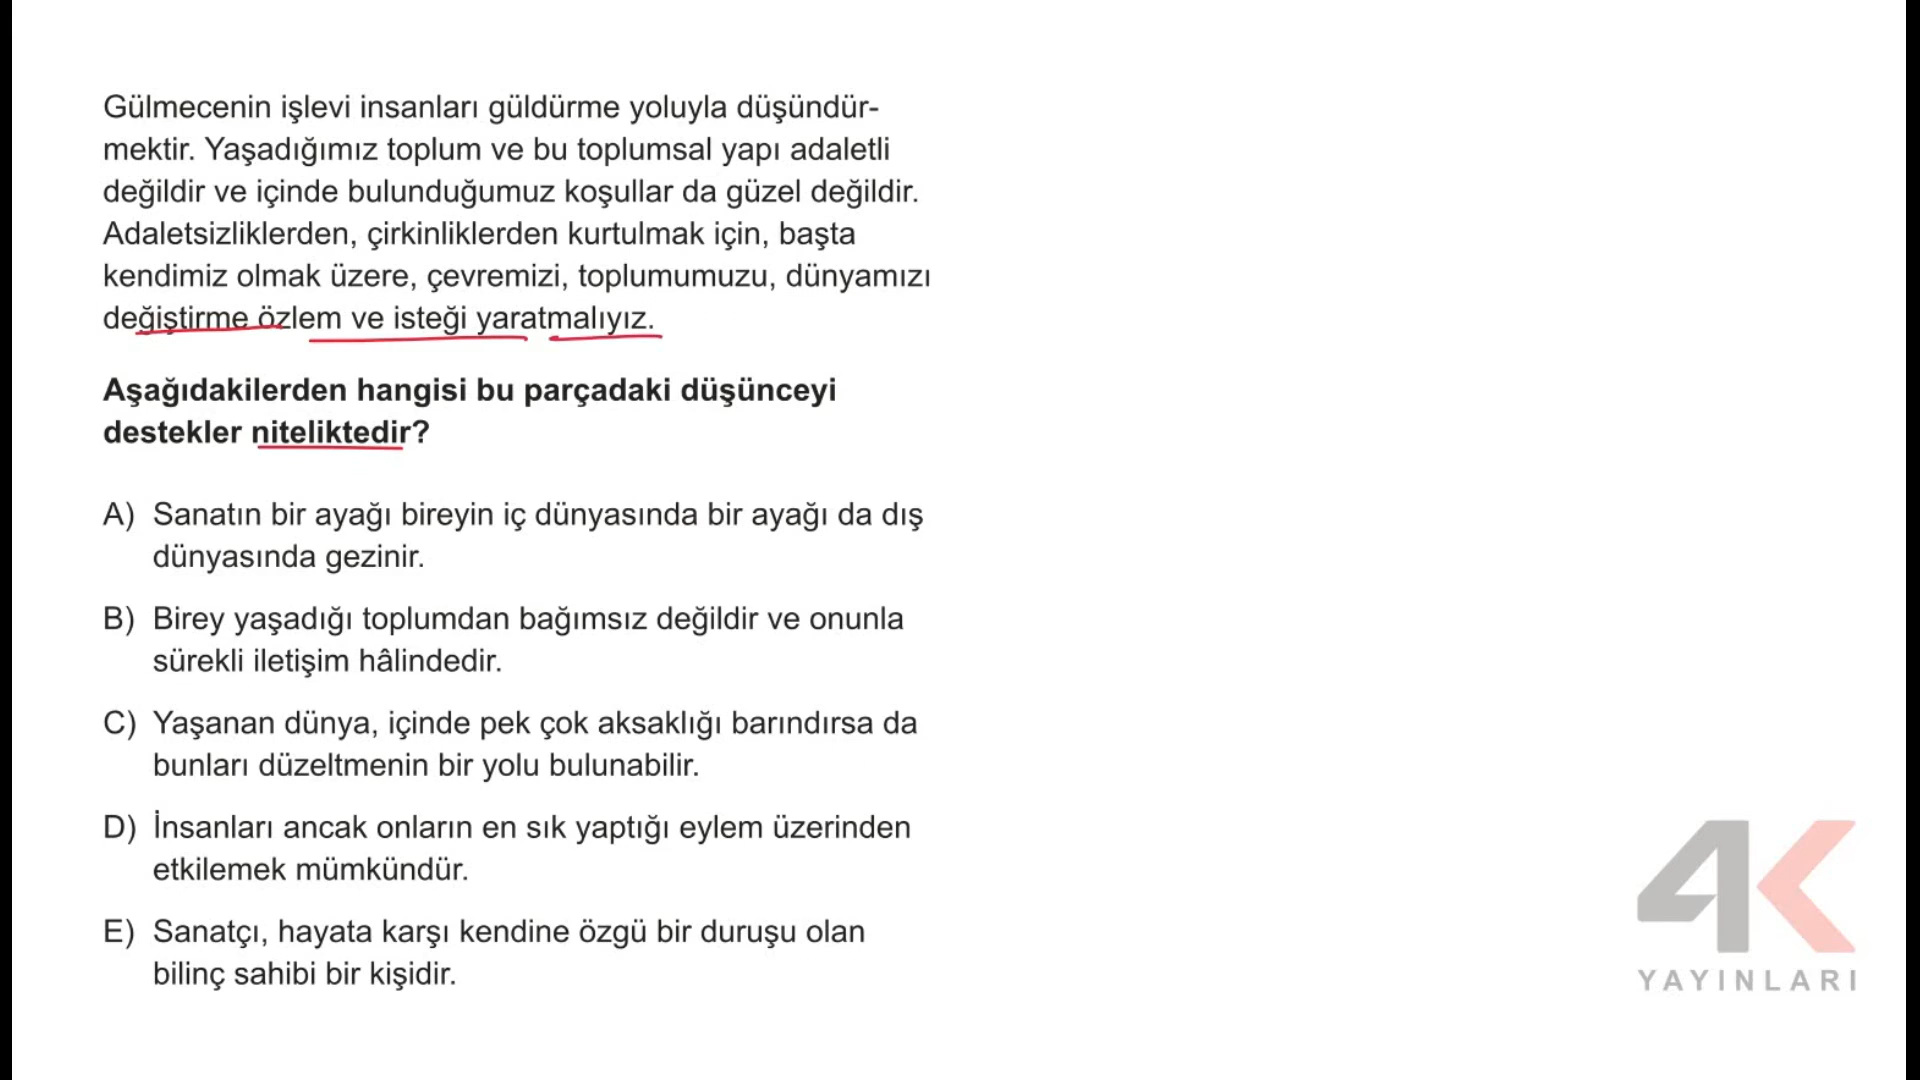 Gülmecenin işlevi insanları güldürme yoluyla düşündür-
mektir. Yaşadığımız toplum ve bu toplumsal yapı adaletli
değildir ve içinde bulunduğumuz koşullar da güzel değildir.
Adaletsizliklerden, çirkinliklerden kurtulmak için, başta
kendimiz olmak üzere, çevremizi, toplumumuzu, dünyamızı
değiştirme özlem ve isteği yaratmalıyız.
Aşağıdakilerden hangisi bu parçadaki düşünceyi
destekler niteliktedir?
A) Sanatın bir ayağı bireyin iç dünyasında bir ayağı da dış
dünyasında gezinir.
B) Birey yaşadığı toplumdan bağımsız değildir ve onunla
sürekli iletişim hâlindedir.
C) Yaşanan dünya, içinde pek çok aksaklığı barındırsa da
bunları düzeltmenin bir yolu bulunabilir.
D) İnsanları ancak onların en sık yaptığı eylem üzerinden
etkilemek mümkündür.
E) Sanatçı, hayata karşı kendine özgü bir duruşu olan
bilinç sahibi bir kişidir.
4K
YAYINLARI